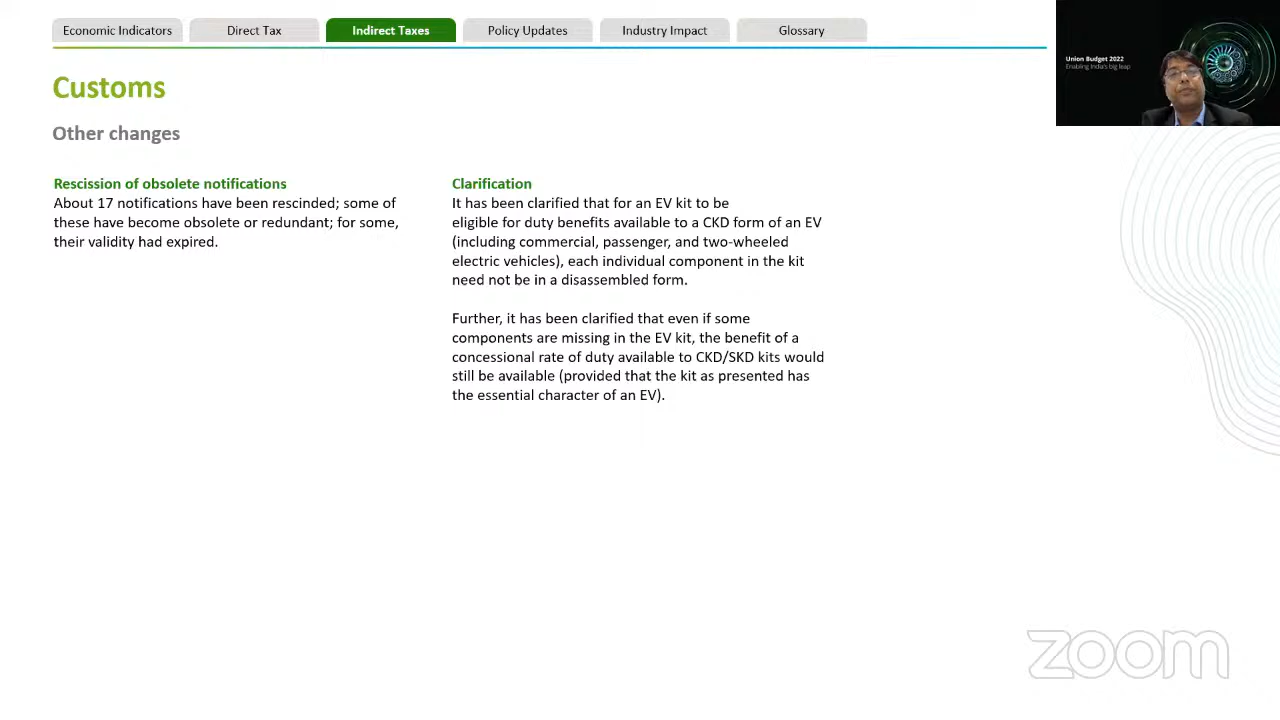 Economic Indicators
Direct Tax
Indirect Taxes
Policy Updates
Industry Impact
Glossary
Union Budget 2022
Enabling India's big leap
Customs
Other changes
Rescission of obsolete notifications
About 17 notifications have been rescinded; some of
these have become obsolete or redundant; for some,
their validity had expired.
Clarification
It has been clarified that for an EV kit to be
eligible for duty benefits available to a CKD form of an EV
(including commercial, passenger, and two-wheeled
electric vehicles), each individual component in the kit
need not be in a disassembled form.
Further, it has been clarified that even if some
components are missing in the EV kit, the benefit of a
concessional rate of duty available to CKD/SKD kits would
still be available (provided that the kit as presented has
the essential character of an EV).
zoom